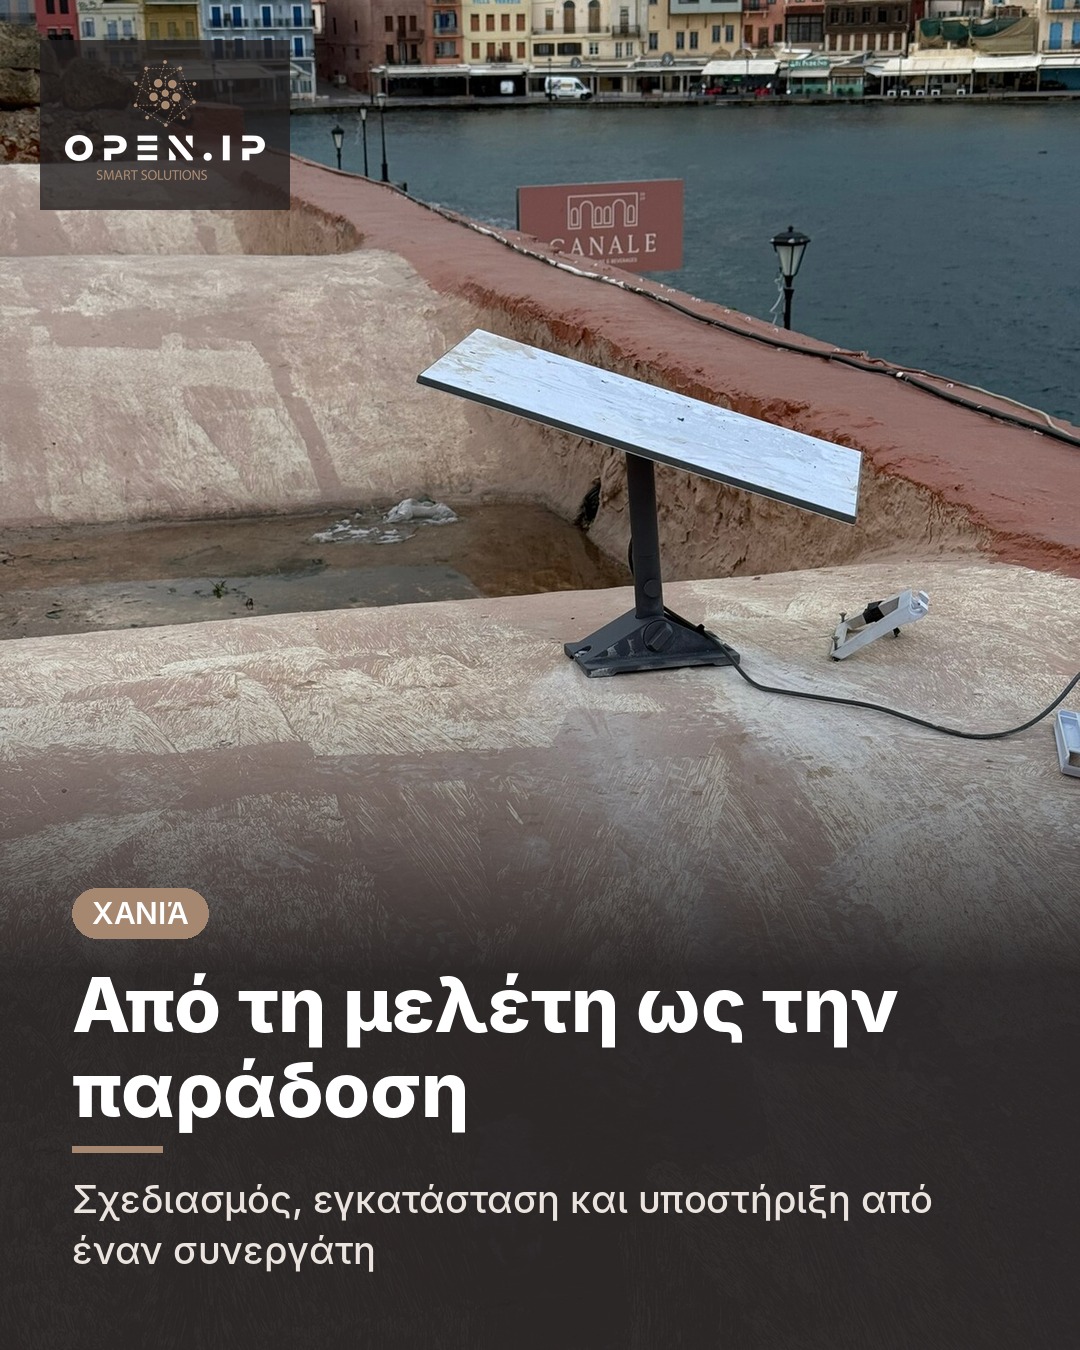 OPEN.IP
SMART SOLUTIONS
CANALE
ΧΑΝΙΆ
Από τη μελέτη ως την
παράδοση
Σχεδιασμός, εγκατάσταση και υποστήριξη από
έναν συνεργάτη